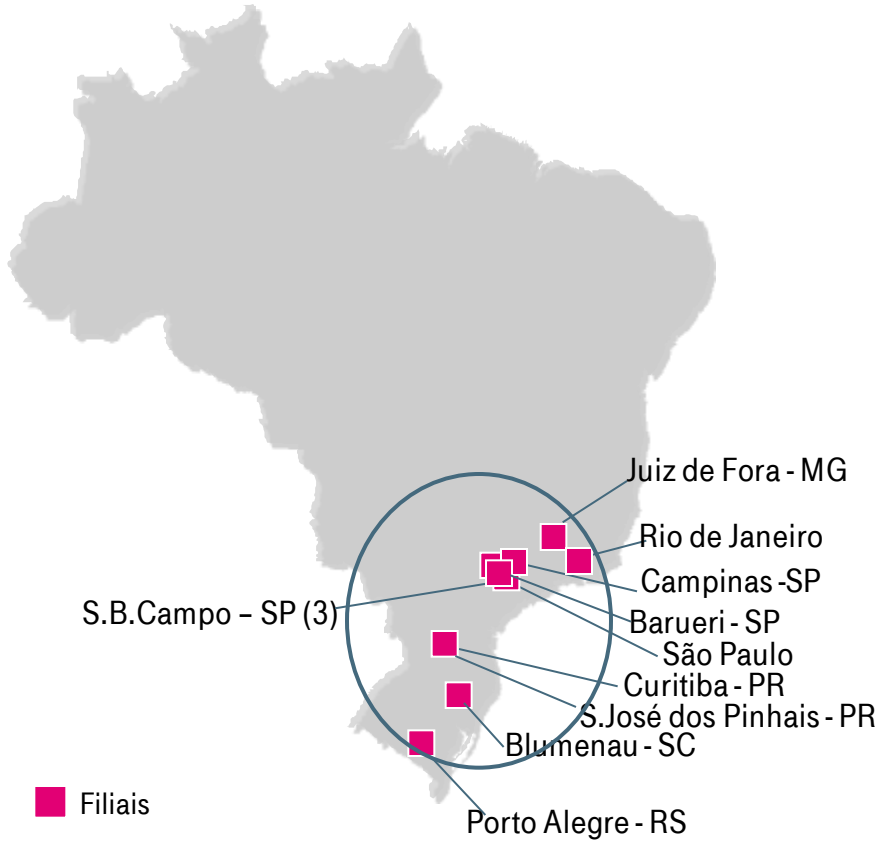 Juiz de Fora - MG
Rio de Janeiro
Campinas -SP
S.B.Campo – SP (3)
Barueri - SP
São Paulo
Curitiba - PR
S.José dos Pinhais - PR
Blumenau - SC
Filiais
Porto Alegre - RS